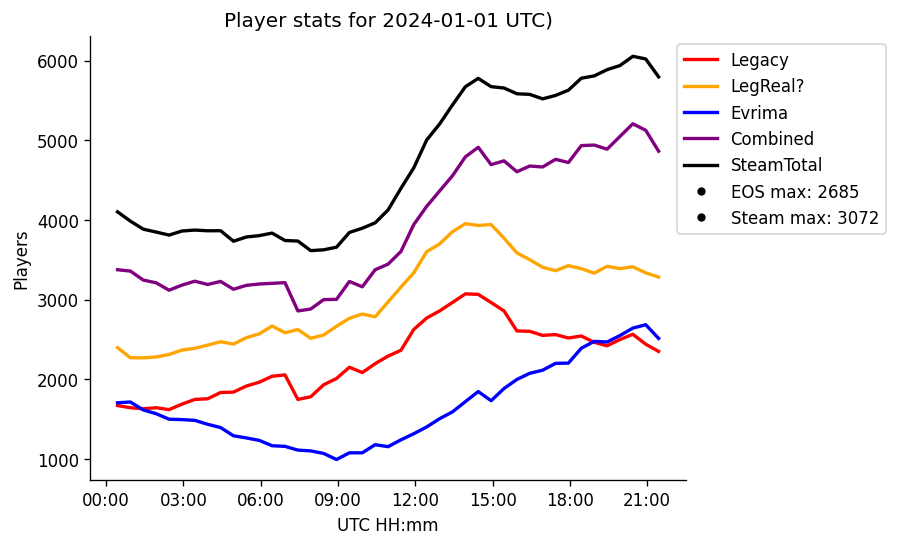 Player stats for 2024-01-01 UTC)
6000
5000
4000
3000
2000
1000
Players
00:00 03:00 06:00 09:00 12:00 15:00 18:00 21:00
UTC HH:mm
Legacy
LegReal?
Evrima
Combined
SteamTotal
EOS max: 2685
Steam max: 3072